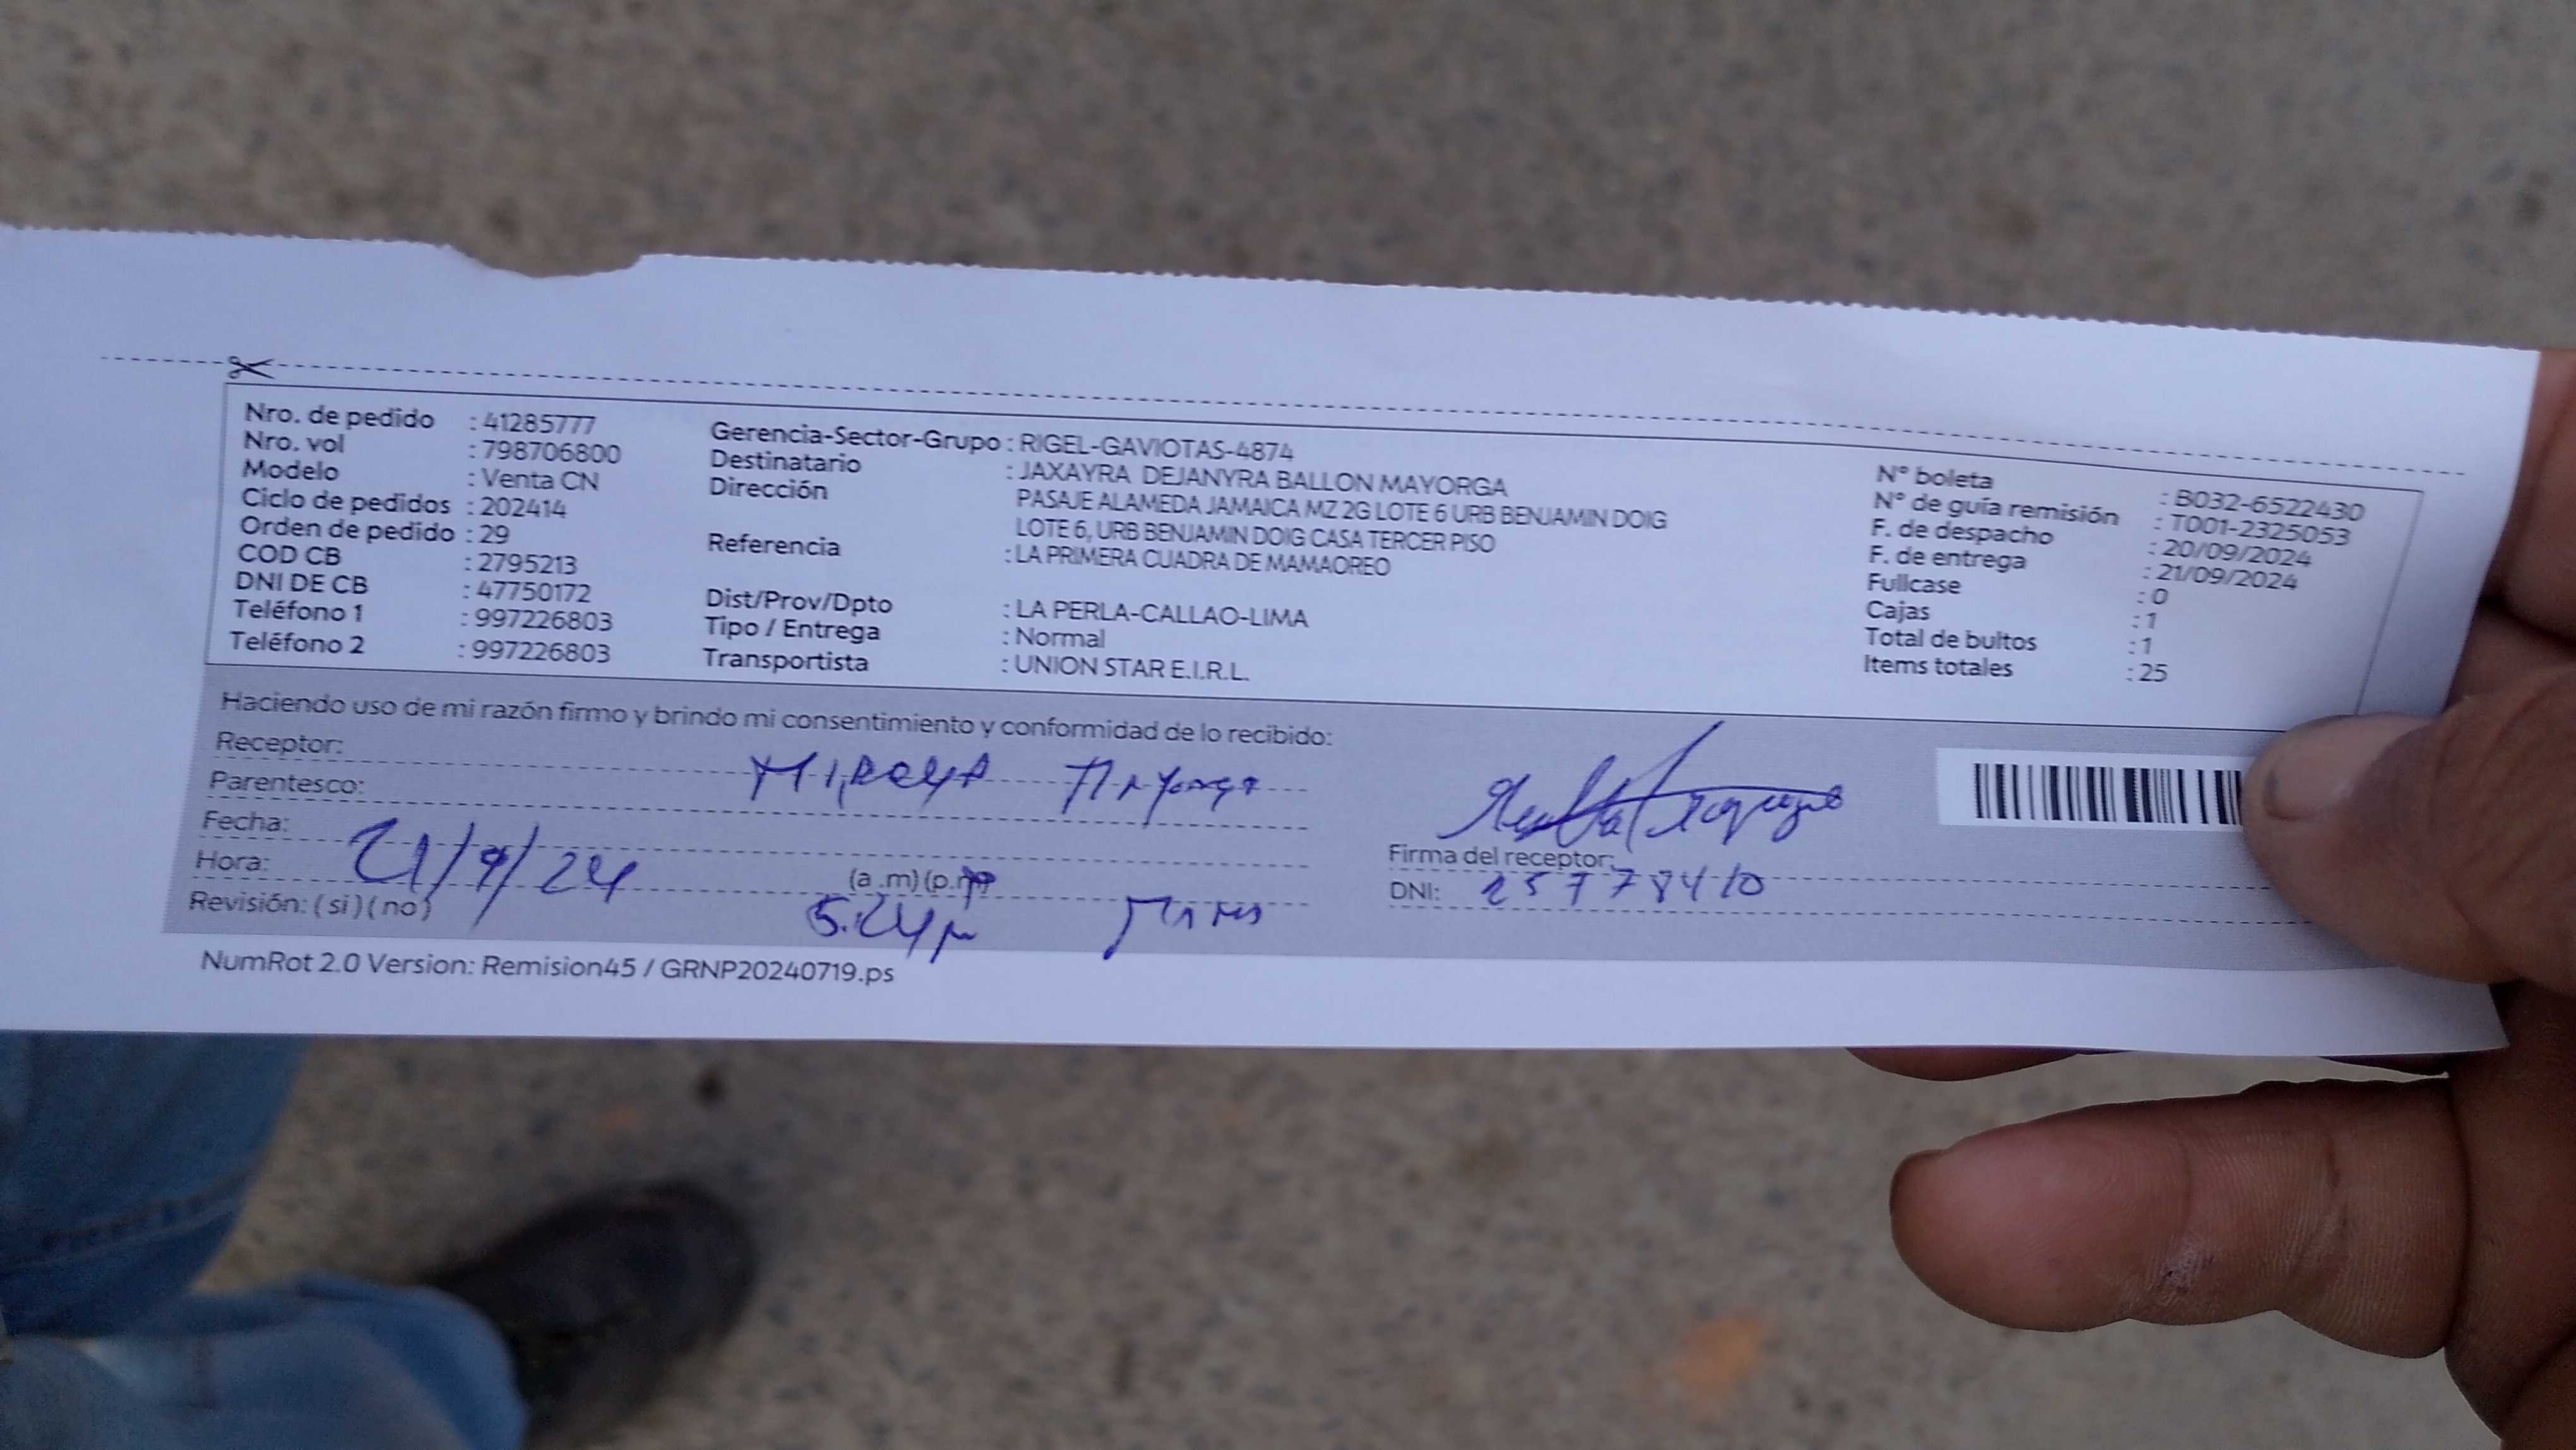 Nro. de pedido : 41285777
Nro. vol : 798706800
Modelo : Venta CN
Ciclo de pedidos : 202414
Orden de pedido : 29
COD CB : 2795213
DNI DE CB : 47750172
Teléfono 1 : 997226803
Teléfono 2 : 997226803
Gerencia-Sector-Grupo : RIGEL-GAVIOTAS-4874
Destinatario : JAXAYRA DEJANYRA BALLON MAYORGA
Dirección PASAJE ALAMEDA JAMAICA MZ 2G LOTE 6 URB BENJAMIN DOIG
LOTE 6, URB BENJAMIN DOIG CASA TERCER PISO
Referencia : LA PRIMERA CUADRA DE MAMAOREO
Dist/Prov/Dpto : LA PERLA-CALLAO-LIMA
Tipo / Entrega : Normal
Transportista : UNION STAR E.I.R.L.
N° boleta : B032-6522430
N° de guía remisión : T001-2325053
F. de despacho : 20/09/2024
F. de entrega : 21/09/2024
Fullcase : 0
Cajas : 1
Total de bultos : 1
Items totales : 25
Haciendo uso de mi razón firmo y brindo mi consentimiento y conformidad de lo recibido:
Receptor: Mayorga
Parentesco:
Fecha: 21/9/24
Hora: (a.m) (p.m)
Revisión: ( si ) ( no )
Firma del receptor:
DNI: 25778410
NumRot 2.0 Version: Remision45 / GRNP20240719.ps